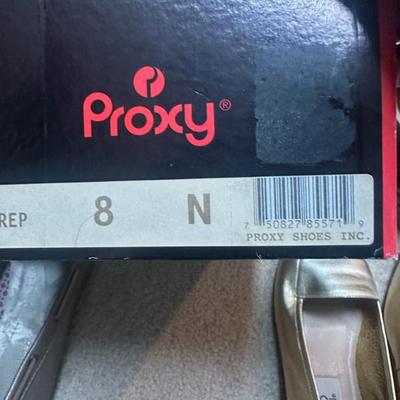 Proxy®
REP 8 N
7 50827 85571 9
PROXY SHOES INC.